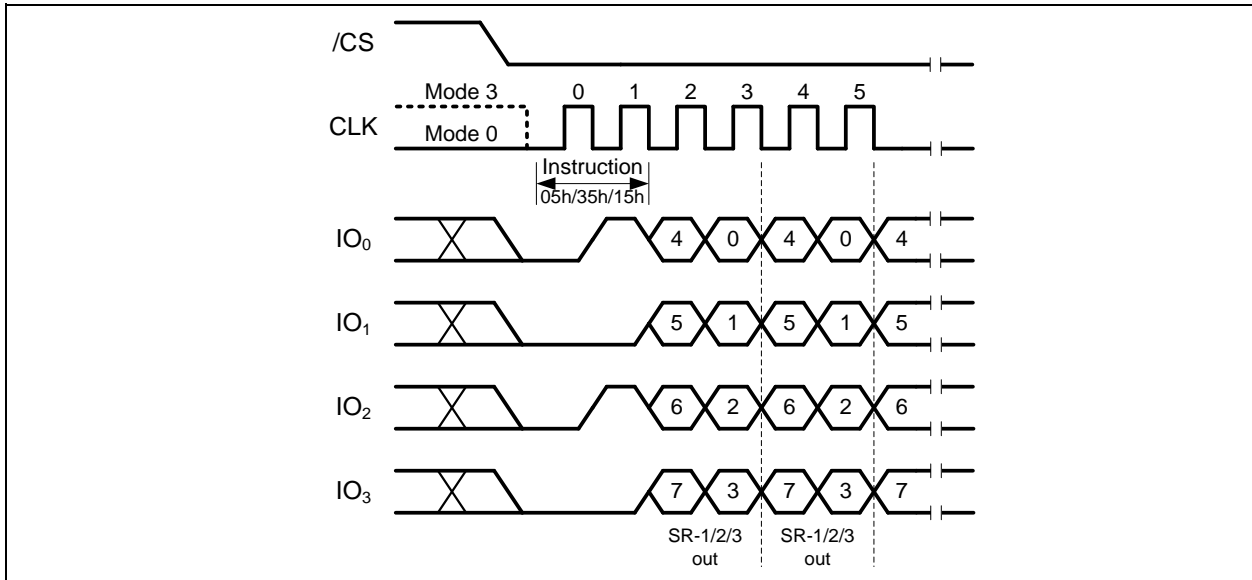 /CS
Mode 3 0 1 2 3 4 5
CLK
Mode 0
Instruction
05h/35h/15h
IO₀ 4 0 4 0 4
IO₁ 5 1 5 1 5
IO₂ 6 2 6 2 6
IO₃ 7 3 7 3 7
SR-1/2/3 SR-1/2/3
out out